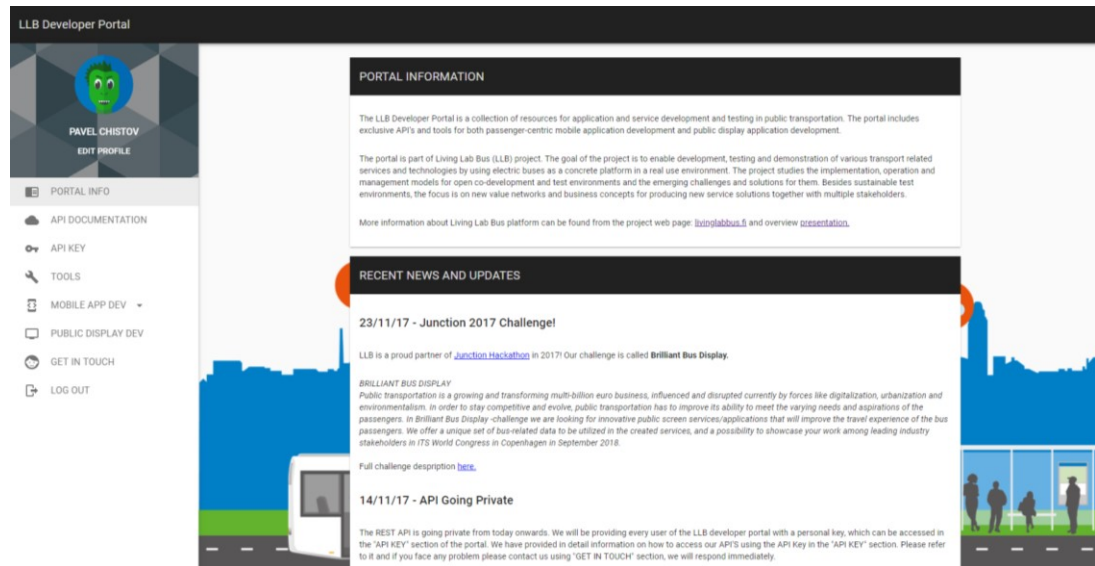 LLB Developer Portal
PAVEL CHISTOV
EDIT PROFILE
PORTAL INFO
API DOCUMENTATION
API KEY
TOOLS
MOBILE APP DEV
PUBLIC DISPLAY DEV
GET IN TOUCH
LOG OUT
PORTAL INFORMATION
The LLB Developer Portal is a collection of resources for application and service development and testing in public transportation. The portal includes
exclusive API's and tools for both passenger-centric mobile application development and public display application development.
The portal is part of Living Lab Bus (LLB) project. The goal of the project is to enable development, testing and demonstration of various transport related
services and technologies by using electric buses as a concrete platform in a real use environment. The project studies the implementation, operation and
management models for open co-development and test environments and the emerging challenges and solutions for them. Besides sustainable test
environments, the focus is on new value networks and business concepts for producing new service solutions together with multiple stakeholders.
More information about Living Lab Bus platform can be found from the project web page: livinglabbus.fi and overview presentation.
RECENT NEWS AND UPDATES
23/11/17 - Junction 2017 Challenge!
LLB is a proud partner of Junction Hackathon in 2017! Our challenge is called Brilliant Bus Display.
BRILLIANT BUS DISPLAY
Public transportation is a growing and transforming multi-billion euro business, influenced and disrupted currently by forces like digitalization, urbanization and
environmentalism. In order to stay competitive and evolve, public transportation has to improve its ability to meet the varying needs and aspirations of the
passengers. In Brilliant Bus Display -challenge we are looking for innovative public screen services/applications that will improve the travel experience of the bus
passengers. We offer a unique set of bus-related data to be utilized in the created services, and a possibility to showcase your work among leading industry
stakeholders in ITS World Congress in Copenhagen in September 2018.
Full challenge despription here.
14/11/17 - API Going Private
The REST API is going private from today onwards. We will be providing every user of the LLB developer portal with a personal key, which can be accessed in
the "API KEY" section of the portal. We have provided in detail information on how to access our API'S using the API Key in the "API KEY" section. Please refer
to it and if you face any problem please contact us using "GET IN TOUCH" section, we will respond immediately.